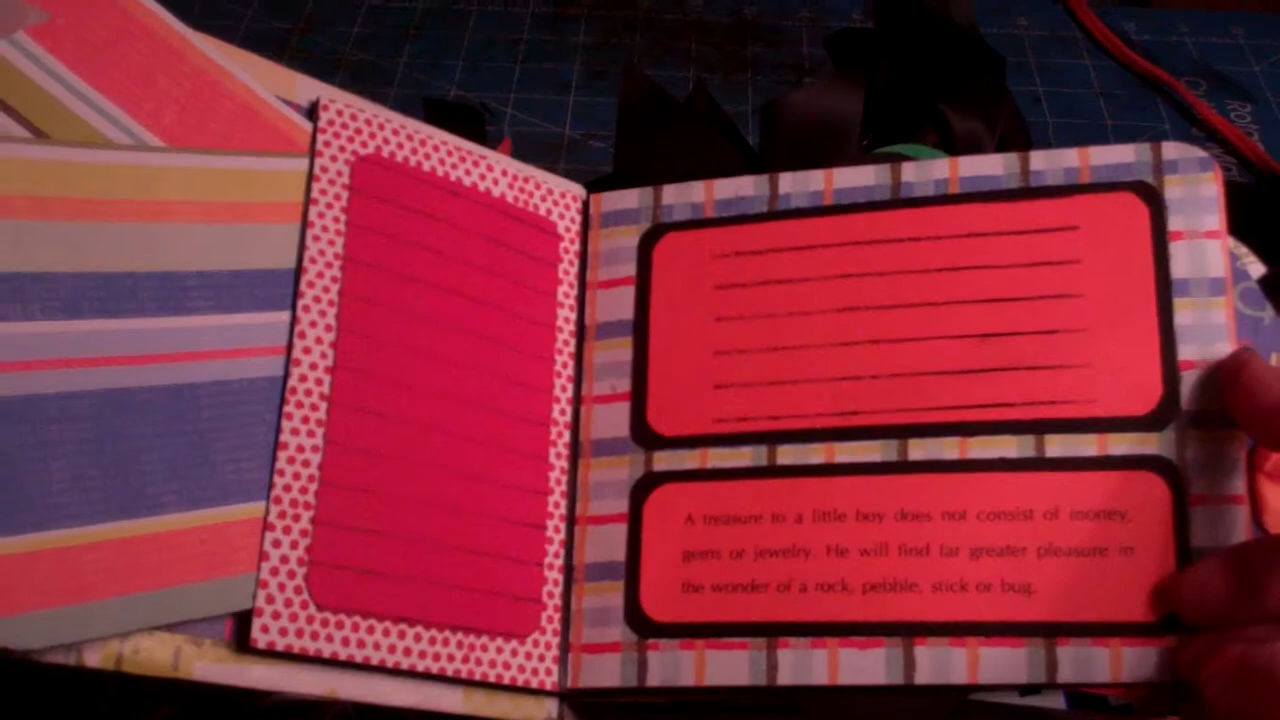 A treasure to a little boy does not consist of money,
gems or jewelry. He will find far greater pleasure in
the wonder of a rock, pebble, stick or bug.